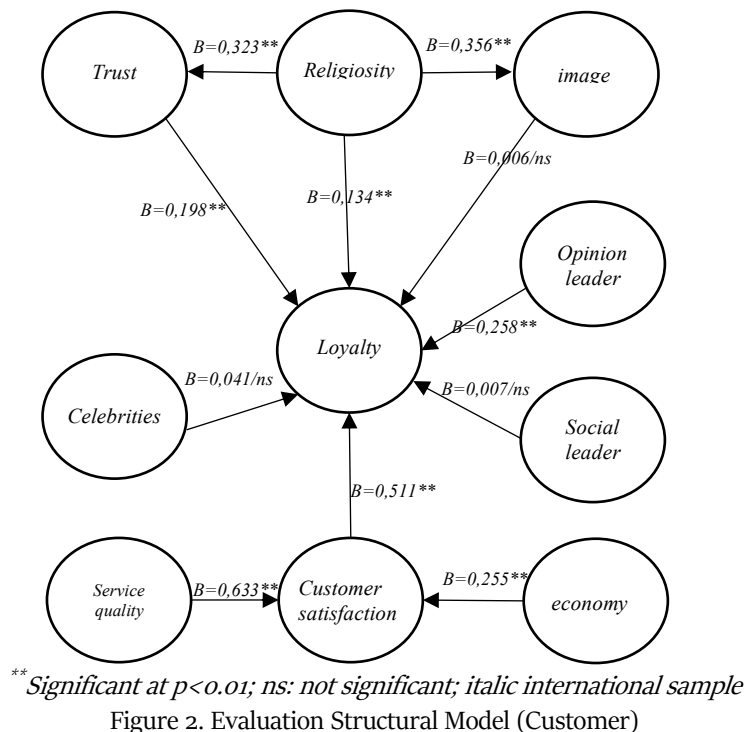 B=0,323** B=0,356**
Trust Religiosity image
B=0,006/ns
B=0,134**
B=0,198**
Opinion
leader
B=0,258**
Loyalty
B=0,041/ns
B=0,007/ns
Celebrities
Social
leader
B=0,511**
B=0,633** B=0,255**
Service
quality
Customer
satisfaction
economy
**Significant at p<0.01; ns: not significant; italic international sample
Figure 2. Evaluation Structural Model (Customer)